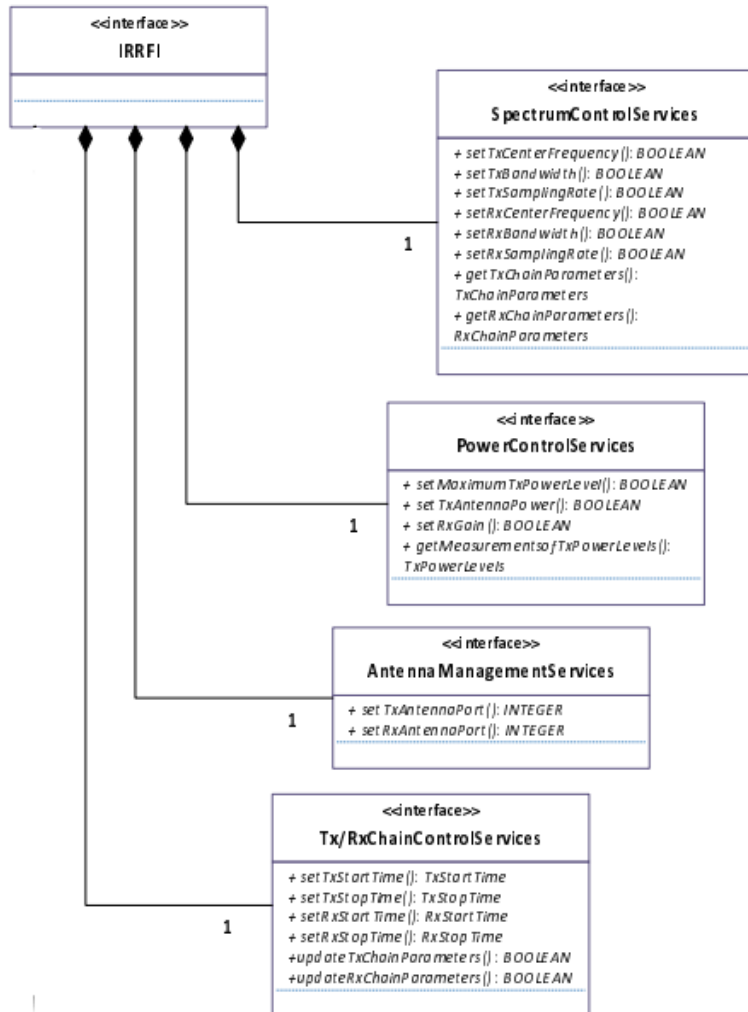 <<interface>>
IRRFI
<<interface>>
SpectrumControlServices
+ setTxCenterFrequency(): BOOLEAN
+ setTxBandwidth(): BOOLEAN
+ setTxSamplingRate(): BOOLEAN
+ setRxCenterFrequency(): BOOLEAN
+ setRxBandwidth(): BOOLEAN
+ setRxSamplingRate(): BOOLEAN
+ getTxChainParameters():
TxChainParameters
+ getRxChainParameters():
RxChainParameters
1
<<interface>>
PowerControlServices
+ setMaximumTxPowerLevel(): BOOLEAN
+ setTxAntennaPower(): BOOLEAN
+ setRxGain(): BOOLEAN
+ getMeasurementsofTxPowerLevels():
TxPowerLevels
1
<<interface>>
AntennaManagementServices
+ setTxAntennaPort(): INTEGER
+ setRxAntennaPort(): INTEGER
1
<<interface>>
Tx/RxChainControlServices
+ setTxStartTime(): TxStartTime
+ setTxStopTime(): TxStopTime
+ setRxStartTime(): RxStartTime
+ setRxStopTime(): RxStopTime
+updateTxChainParameters(): BOOLEAN
+updateRxChainParameters(): BOOLEAN
1